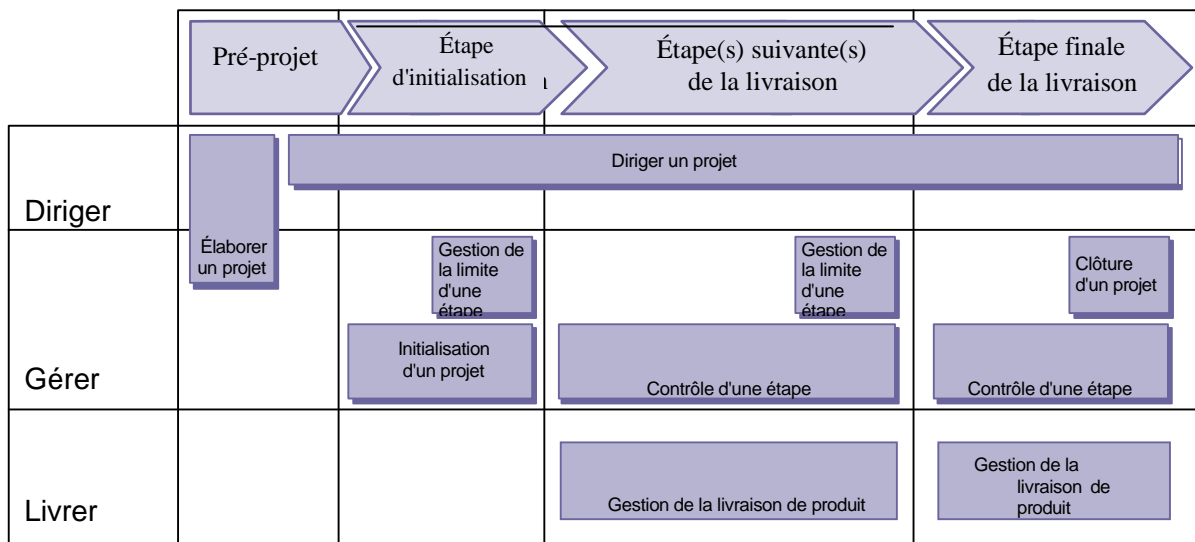 Pré-projet
Étape
d'initialisation
Étape(s) suivante(s)
de la livraison
Étape finale
de la livraison
Diriger
Diriger un projet
Élaborer
un projet
Gérer
Gestion de
la limite
d'une
étape
Gestion de
la limite
d'une
étape
Clôture
d'un projet
Initialisation
d'un projet
Contrôle d'une étape
Contrôle d'une étape
Livrer
Gestion de la livraison de produit
Gestion de la
livraison de
produit